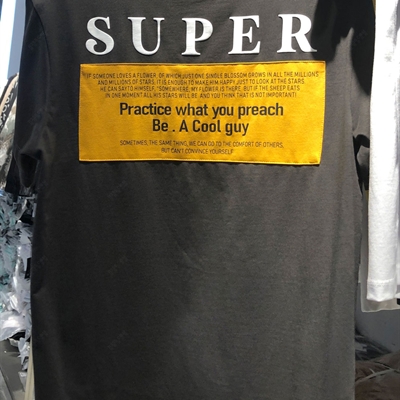 SUPER
IF SOMEONE LOVES A FLOWER, OF WHICH JUST ONE SINGLE BLOSSOM GROWS IN ALL THE MILLIONS
AND MILLIONS OF STARS, IT IS ENOUGH TO MAKE HIM HAPPY JUST TO LOOK AT THE STARS.
HE CAN SAY TO HIMSELF, "SOMEWHERE, MY FLOWER IS THERE" BUT IF THE SHEEP EATS
IN ONE MOMENT ALL HIS STARS WILL BE. AND YOU THINK THAT IS NOT IMPORTANT!
Practice what you preach
Be . A Cool guy
SOMETIMES, THE SAME THING, WE CAN GO TO THE COMFORT OF OTHERS,
BUT CAN'T CONVINCE YOURSELF